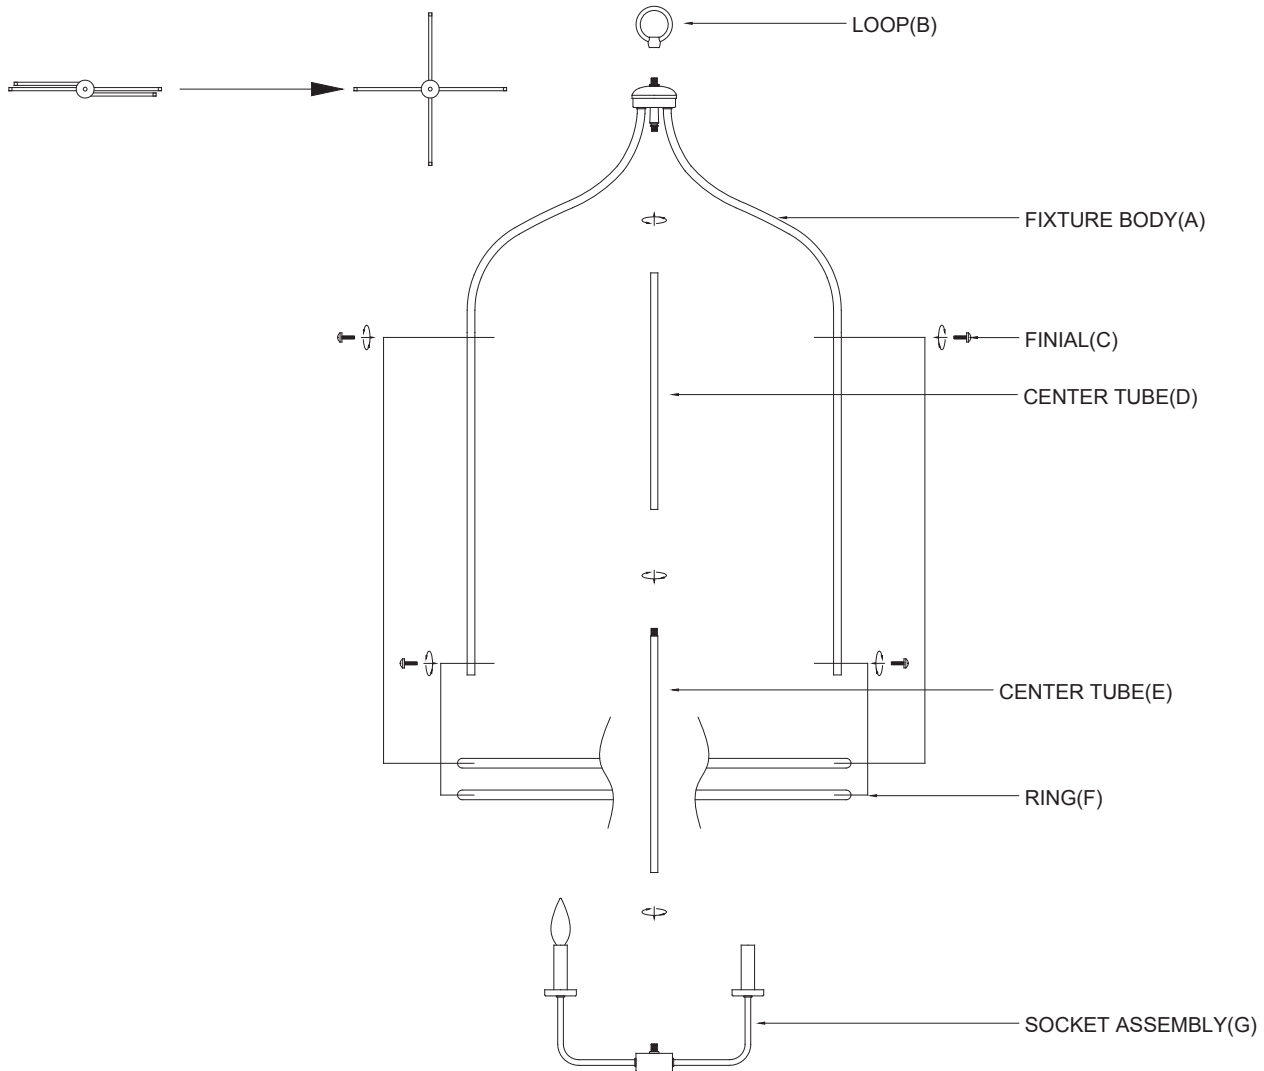 LOOP(B)
FIXTURE BODY(A)
FINIAL(C)
CENTER TUBE(D)
CENTER TUBE(E)
RING(F)
SOCKET ASSEMBLY(G)